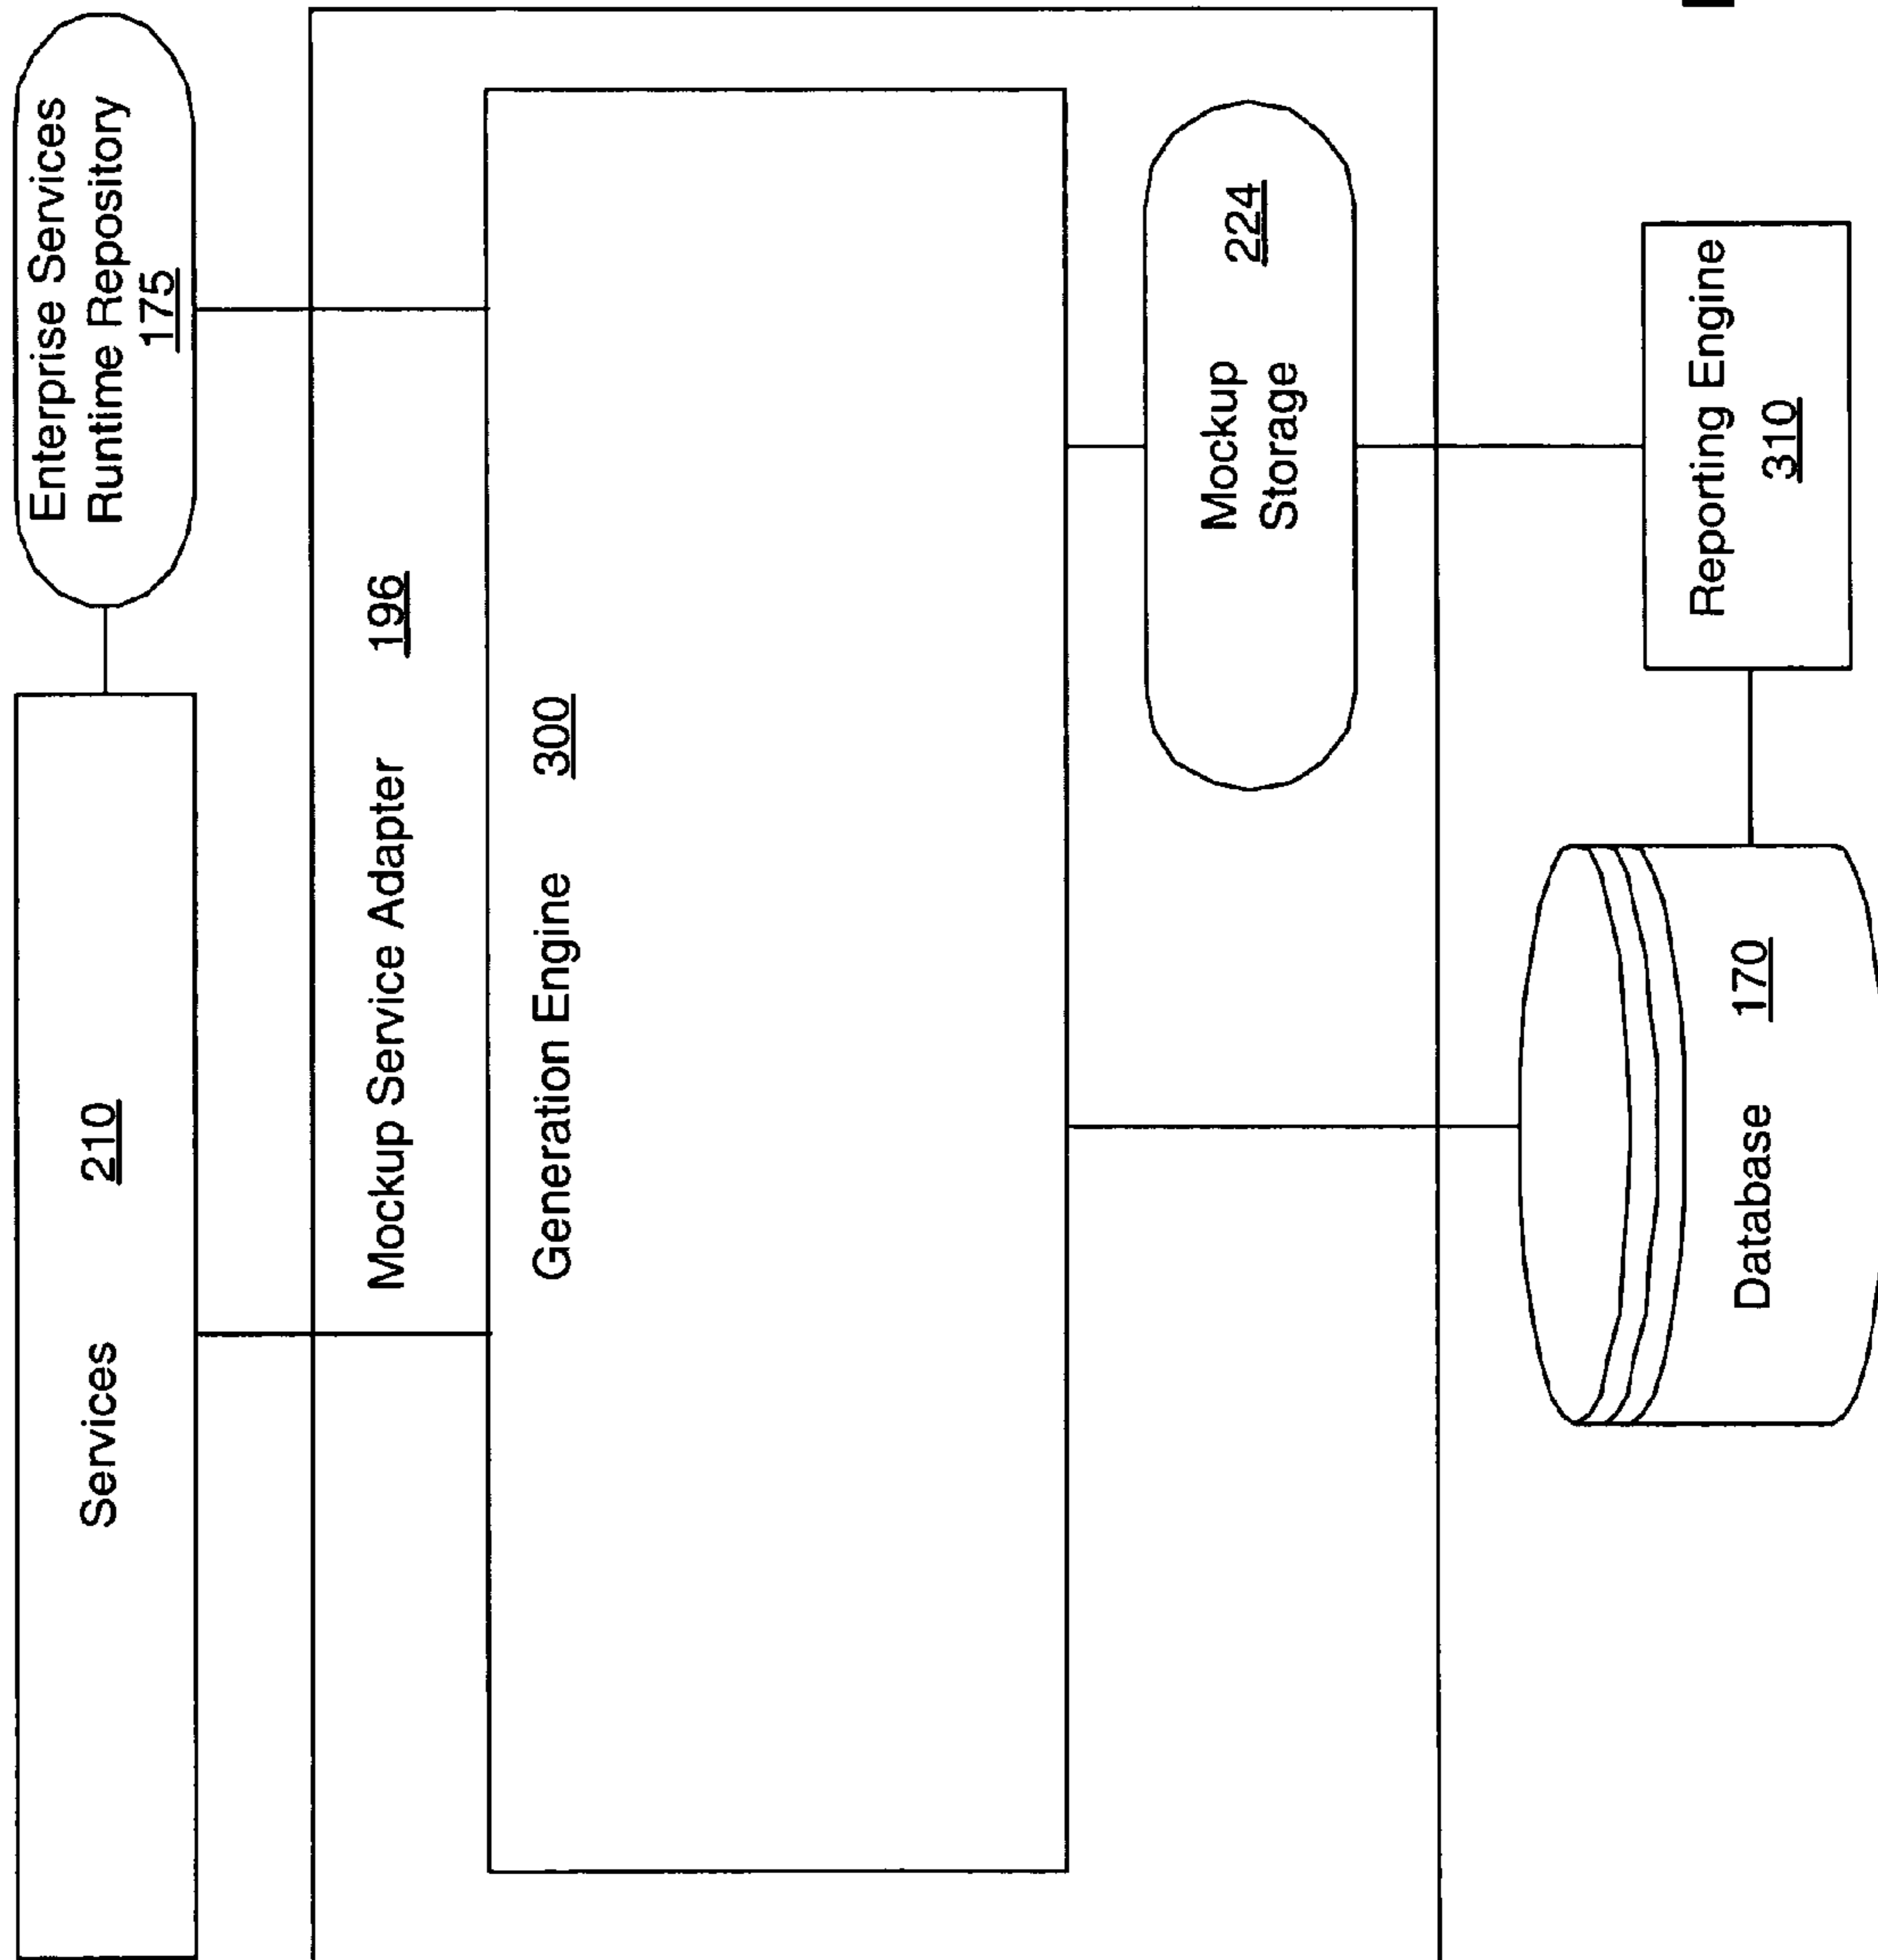 Services 210
Enterprise Services
Runtime Repository
175
Mockup Service Adapter 196
Generation Engine 300
Mockup
Storage
224
Database 170
Reporting Engine
310